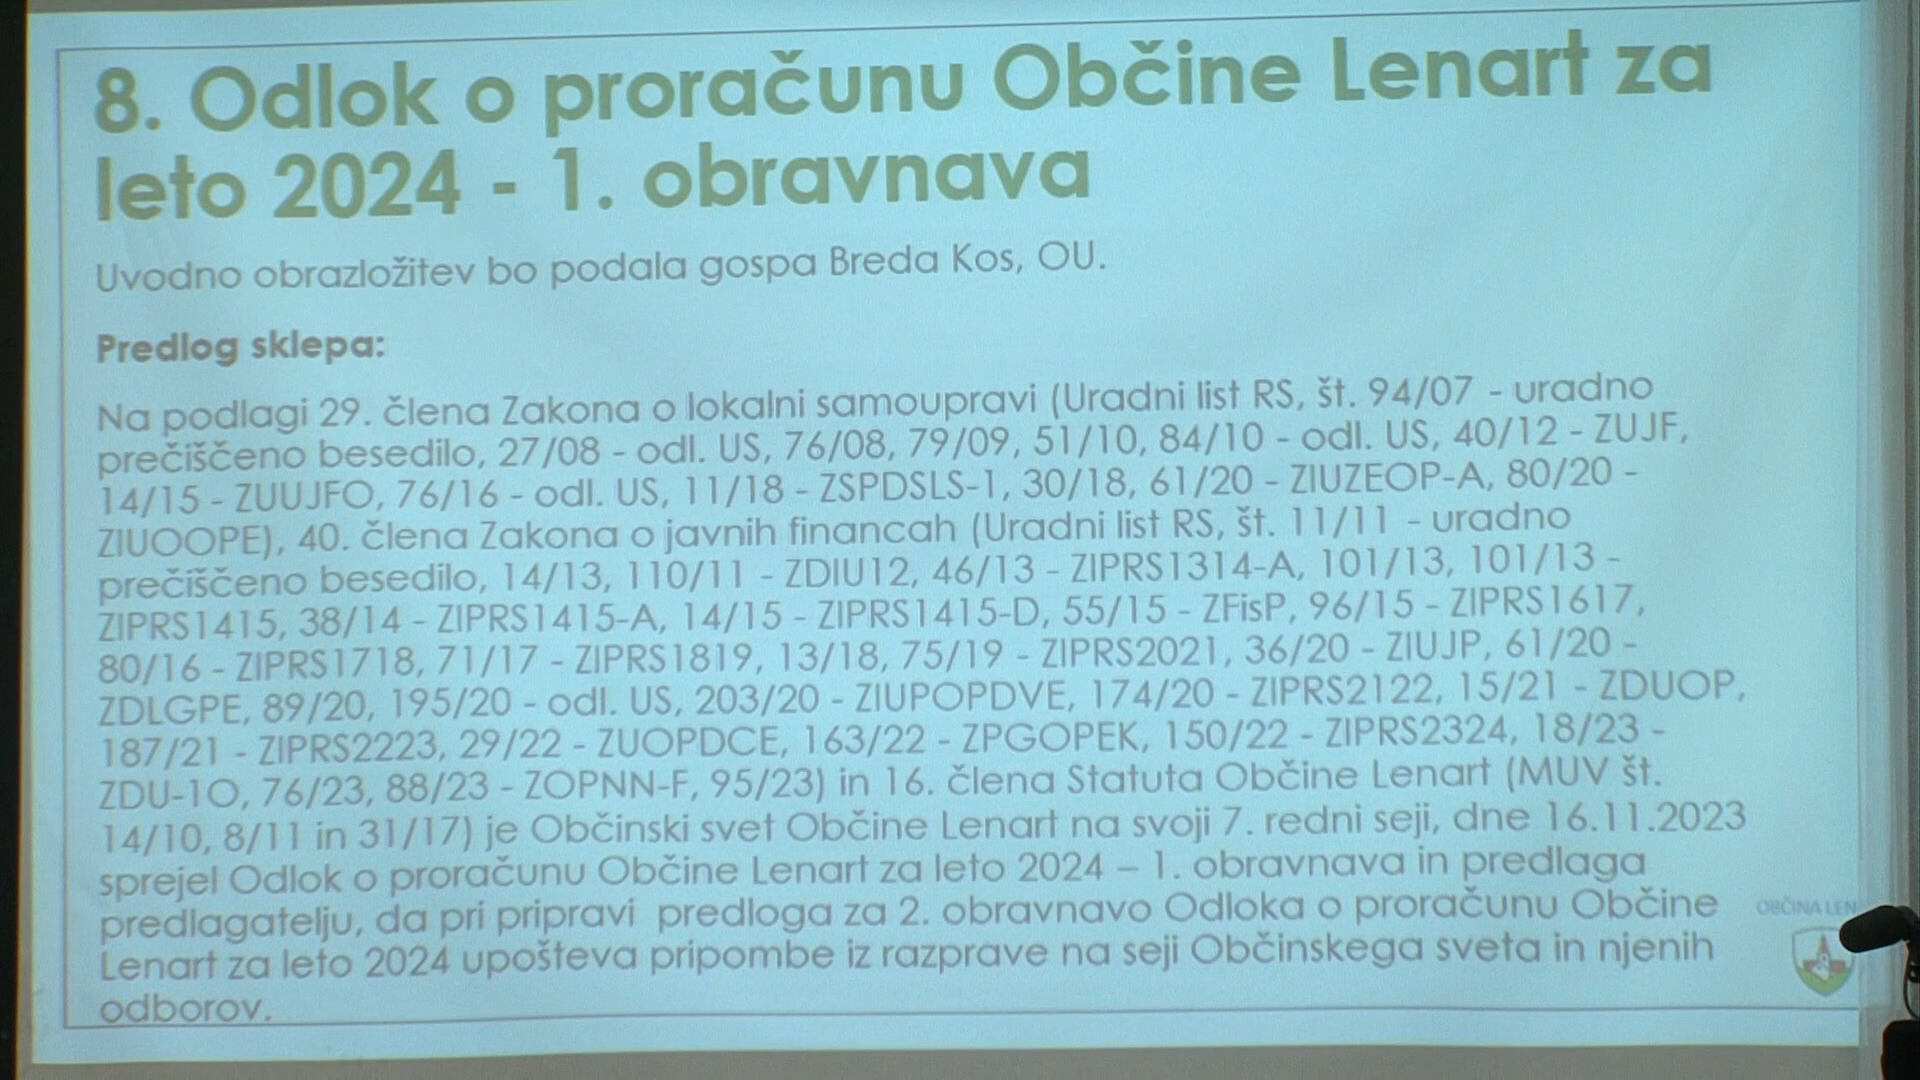 8. Odlok o proračunu Občine Lenart za
leto 2024 - 1. obravnava
Uvodno obrazložitev bo podala gospa Breda Kos, OU.
Predlog sklepa:
Na podlagi 29. člena Zakona o lokalni samoupravi (Uradni list RS, št. 94/07 - uradno
prečiščeno besedilo, 27/08 - odl. US, 76/08, 79/09, 51/10, 84/10 - odl. US, 40/12 - ZUJF,
14/15 - ZUUJFO, 76/16 - odl. US, 11/18 - ZSPDSLS-1, 30/18, 61/20 - ZIUZEOP-A, 80/20 -
ZIUOOPE), 40. člena Zakona o javnih financah (Uradni list RS, št. 11/11 - uradno
prečiščeno besedilo, 14/13, 110/11 - ZDIU12, 46/13 - ZIPRS1314-A, 101/13, 101/13 -
ZIPRS1415, 38/14 - ZIPRS1415-A, 14/15 - ZIPRS1415-D, 55/15 - ZFisP, 96/15 - ZIPRS1617,
80/16 - ZIPRS1718, 71/17 - ZIPRS1819, 13/18, 75/19 - ZIPRS2021, 36/20 - ZIUJP, 61/20 -
ZDLGPE, 89/20, 195/20 - odl. US, 203/20 - ZIUPOPDVE, 174/20 - ZIPRS2122, 15/21 - ZDUOP,
187/21 - ZIPRS2223, 29/22 - ZUOPDCE, 163/22 - ZPGOPEK, 150/22 - ZIPRS2324, 18/23 -
ZDU-1O, 76/23, 88/23 - ZOPNN-F, 95/23) in 16. člena Statuta Občine Lenart (MUV št.
14/10, 8/11 in 31/17) je Občinski svet Občine Lenart na svoji 7. redni seji, dne 16.11.2023
sprejel Odlok o proračunu Občine Lenart za leto 2024 – 1. obravnava in predlaga
predlagatelju, da pri pripravi predloga za 2. obravnavo Odloka o proračunu Občine
Lenart za leto 2024 upošteva pripombe iz razprave na seji Občinskega sveta in njenih
odborov.
OBČINA LEN